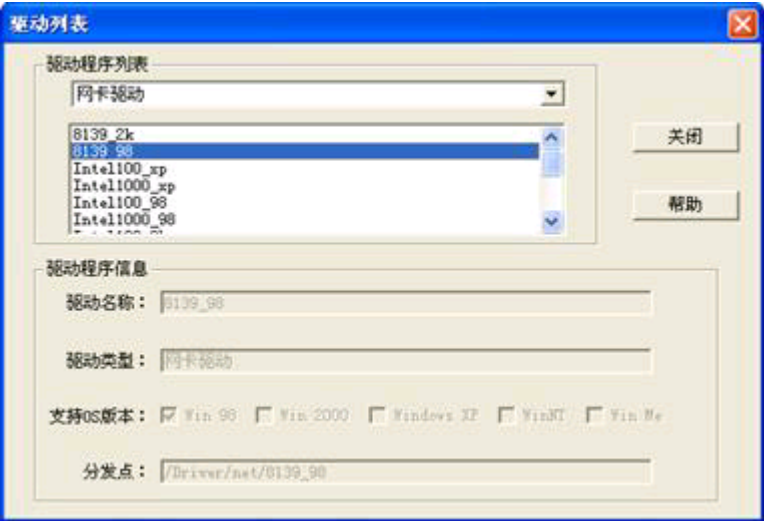 驱动列表
驱动程序列表
网卡驱动
8139_2k
8139_98
Intel100_xp
Intel1000_xp
Intel100_98
Intel1000_98
关闭
帮助
驱动程序信息
驱动名称： 8139_98
驱动类型： 网卡驱动
支持OS版本： Win 98 Win 2000 Windows XP WinNT Win Me
分发点： /Driver/net/8139_98